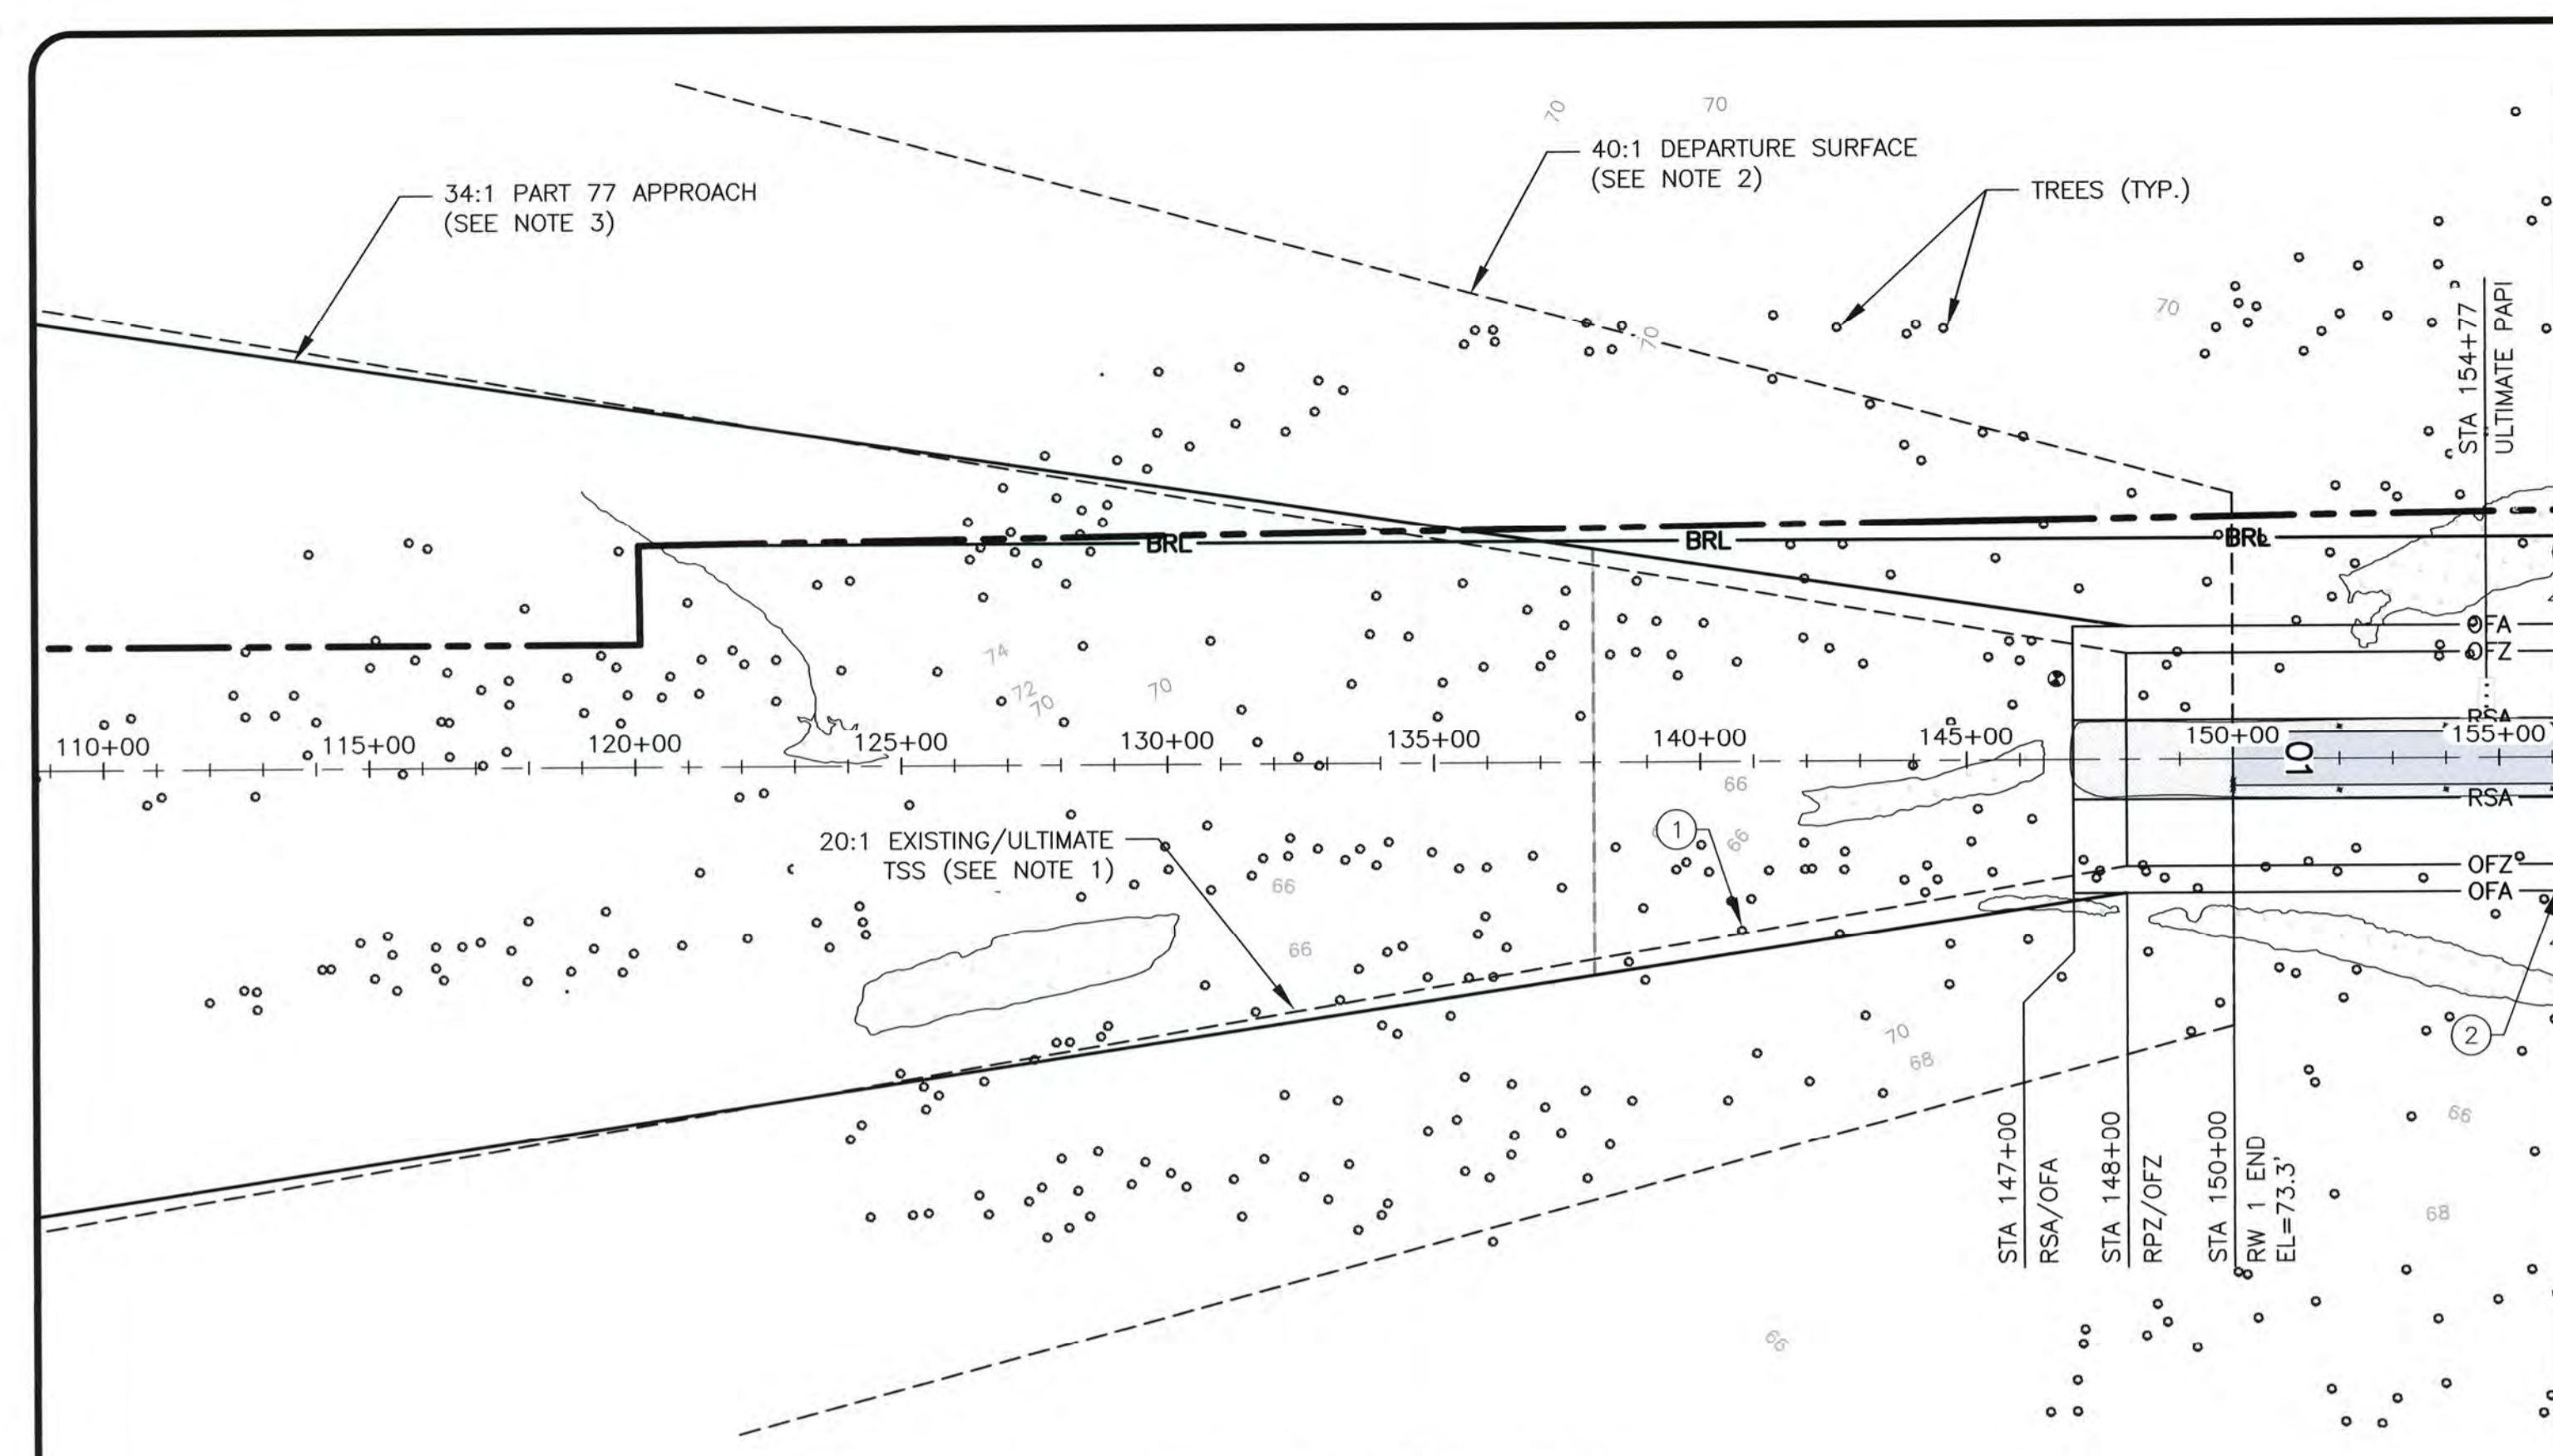 70
70
40:1 DEPARTURE SURFACE
(SEE NOTE 2)
34:1 PART 77 APPROACH
(SEE NOTE 3)
TREES (TYP.)
70
70
STA 154+77
ULTIMATE PAPI
BRL
BRL
BRL
OFA
OFZ
74
72
70
70
RSA
110+00
115+00
120+00
125+00
130+00
135+00
140+00
145+00
150+00
155+00
01
66
RSA
20:1 EXISTING/ULTIMATE
TSS (SEE NOTE 1)
1
66
66
OFZ
OFA
66
2
70
68
66
STA 147+00
RSA/OFA
STA 148+00
RPZ/OFZ
STA 150+00
RW 1 END
EL=73.3'
68
66